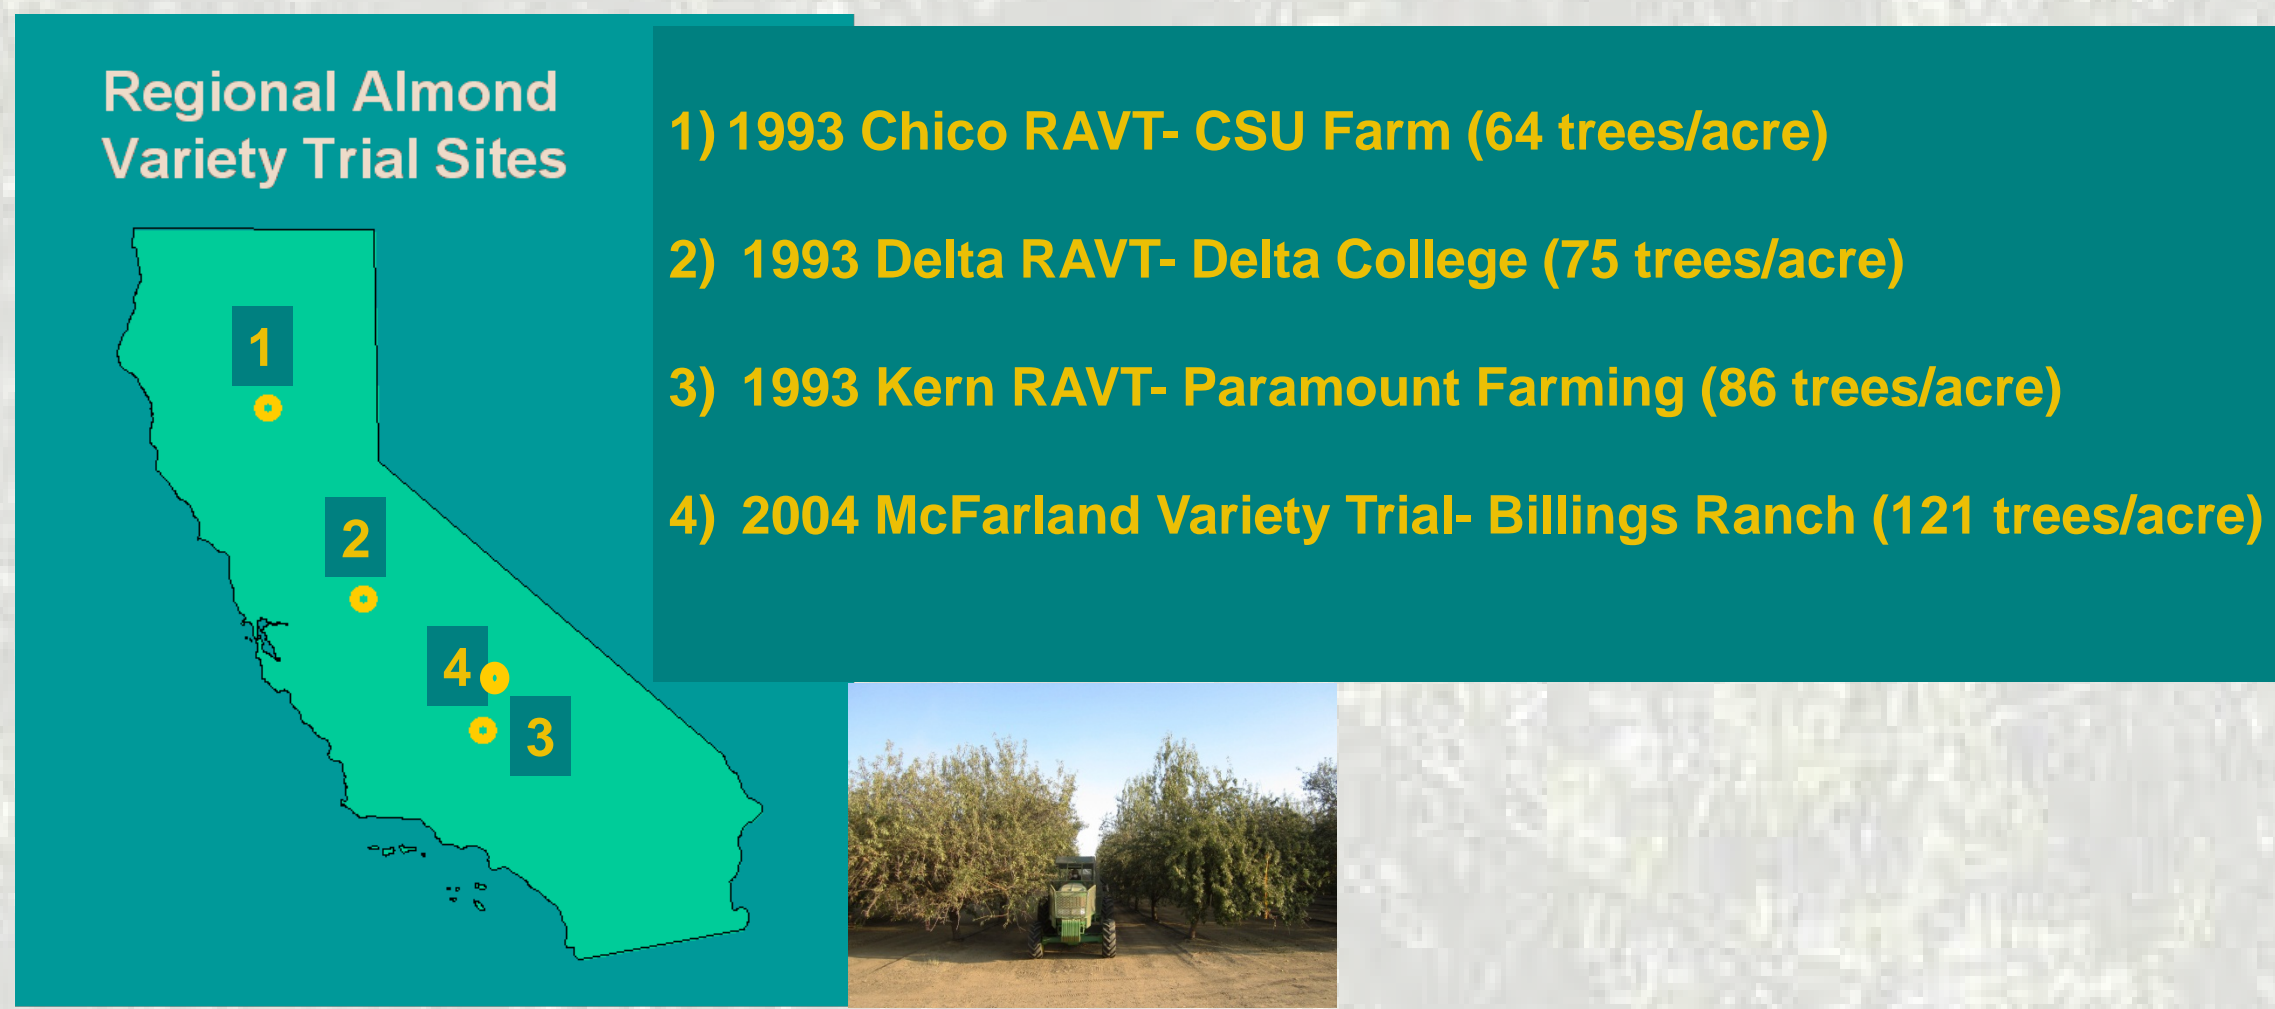 Regional Almond
Variety Trial Sites
1) 1993 Chico RAVT- CSU Farm (64 trees/acre)
2) 1993 Delta RAVT- Delta College (75 trees/acre)
3) 1993 Kern RAVT- Paramount Farming (86 trees/acre)
4) 2004 McFarland Variety Trial- Billings Ranch (121 trees/acre)
1
2
4
3